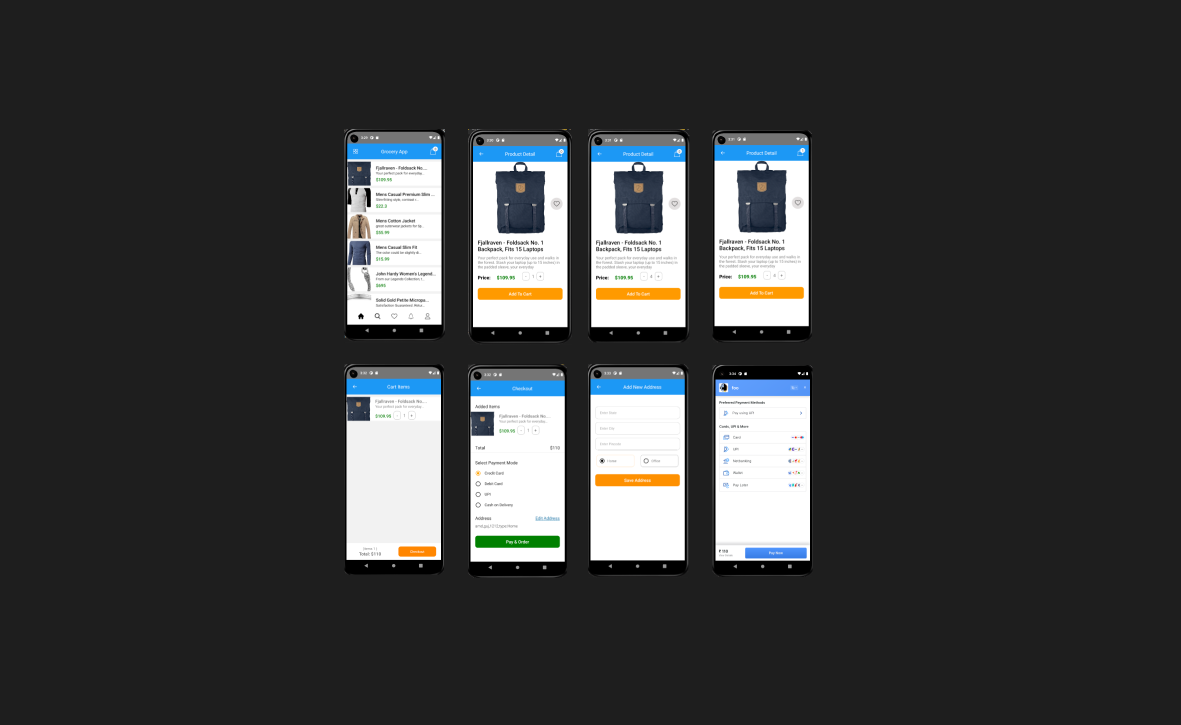 Grocery App
Fjallraven - Foldsack No. ...
Your perfect pack for everyday...
$109.95
Mens Casual Premium Slim ...
Slim-fitting style, contrast r...
$22.3
Mens Cotton Jacket
great outerwear jackets for Sp...
$55.99
Mens Casual Slim Fit
The color could be slightly di...
$15.99
John Hardy Women's Legend...
From our Legends Collection, t...
$695
Solid Gold Petite Micropa...
Satisfaction Guaranteed. Retur...
Product Detail
Fjallraven - Foldsack No. 1
Backpack, Fits 15 Laptops
Your perfect pack for everyday use and walks in
the forest. Stash your laptop (up to 15 inches) in
the padded sleeve, your everyday
Price: $109.95 - 1 +
Add To Cart
Product Detail
Fjallraven - Foldsack No. 1
Backpack, Fits 15 Laptops
Your perfect pack for everyday use and walks in
the forest. Stash your laptop (up to 15 inches) in
the padded sleeve, your everyday
Price: $109.95 - +
Add To Cart
Product Detail
Fjallraven - Foldsack No. 1
Backpack, Fits 15 Laptops
Your perfect pack for everyday use and walks in
the forest. Stash your laptop (up to 15 inches) in
the padded sleeve, your everyday
Price: $109.95 - +
Add To Cart
Cart Items
Fjallraven - Foldsack No. ...
Your perfect pack for everyday...
$109.95 - 1 +
Total: $110
Checkout
Checkout
Added Items
Fjallraven - Foldsack No. ...
Your perfect pack for everyday...
$109.95 - 1 +
Total $110
Select Payment Mode
Credit Card
Debit Card
UPI
Cash on Delivery
Address Edit Address
Pay & Order
Add New Address
Enter State
Enter City
Enter Pincode
Home
Office
Save Address
Preferred Payment Methods
Pay using UPI
Cards, UPI & More
Card
UPI
Netbanking
Wallet
Pay Later
₹ 110
Pay Now